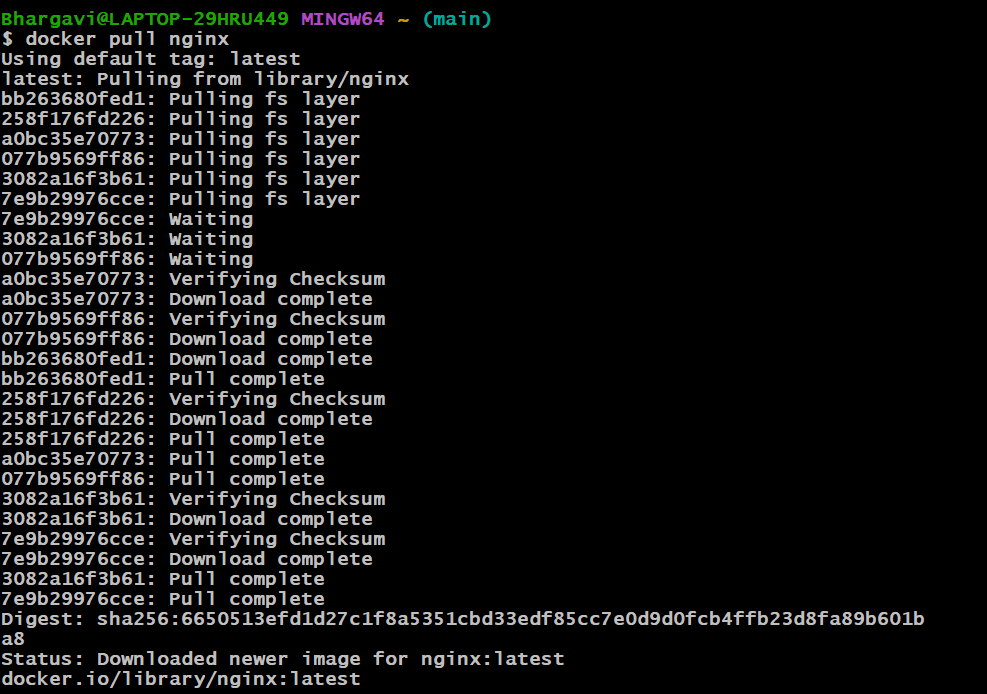 Bhargavi@LAPTOP-29HRU449 MINGW64 ~ (main)
$ docker pull nginx
Using default tag: latest
latest: Pulling from library/nginx
bb263680fed1: Pulling fs layer
258f176fd226: Pulling fs layer
a0bc35e70773: Pulling fs layer
077b9569ff86: Pulling fs layer
3082a16f3b61: Pulling fs layer
7e9b29976cce: Pulling fs layer
7e9b29976cce: Waiting
3082a16f3b61: Waiting
077b9569ff86: Waiting
a0bc35e70773: Verifying Checksum
a0bc35e70773: Download complete
077b9569ff86: Verifying Checksum
077b9569ff86: Download complete
bb263680fed1: Download complete
bb263680fed1: Pull complete
258f176fd226: Verifying Checksum
258f176fd226: Download complete
258f176fd226: Pull complete
a0bc35e70773: Pull complete
077b9569ff86: Pull complete
3082a16f3b61: Verifying Checksum
3082a16f3b61: Download complete
7e9b29976cce: Verifying Checksum
7e9b29976cce: Download complete
3082a16f3b61: Pull complete
7e9b29976cce: Pull complete
Digest: sha256:6650513efd1d27c1f8a5351cbd33edf85cc7e0d9d0fcb4ffb23d8fa89b601b
a8
Status: Downloaded newer image for nginx:latest
docker.io/library/nginx:latest